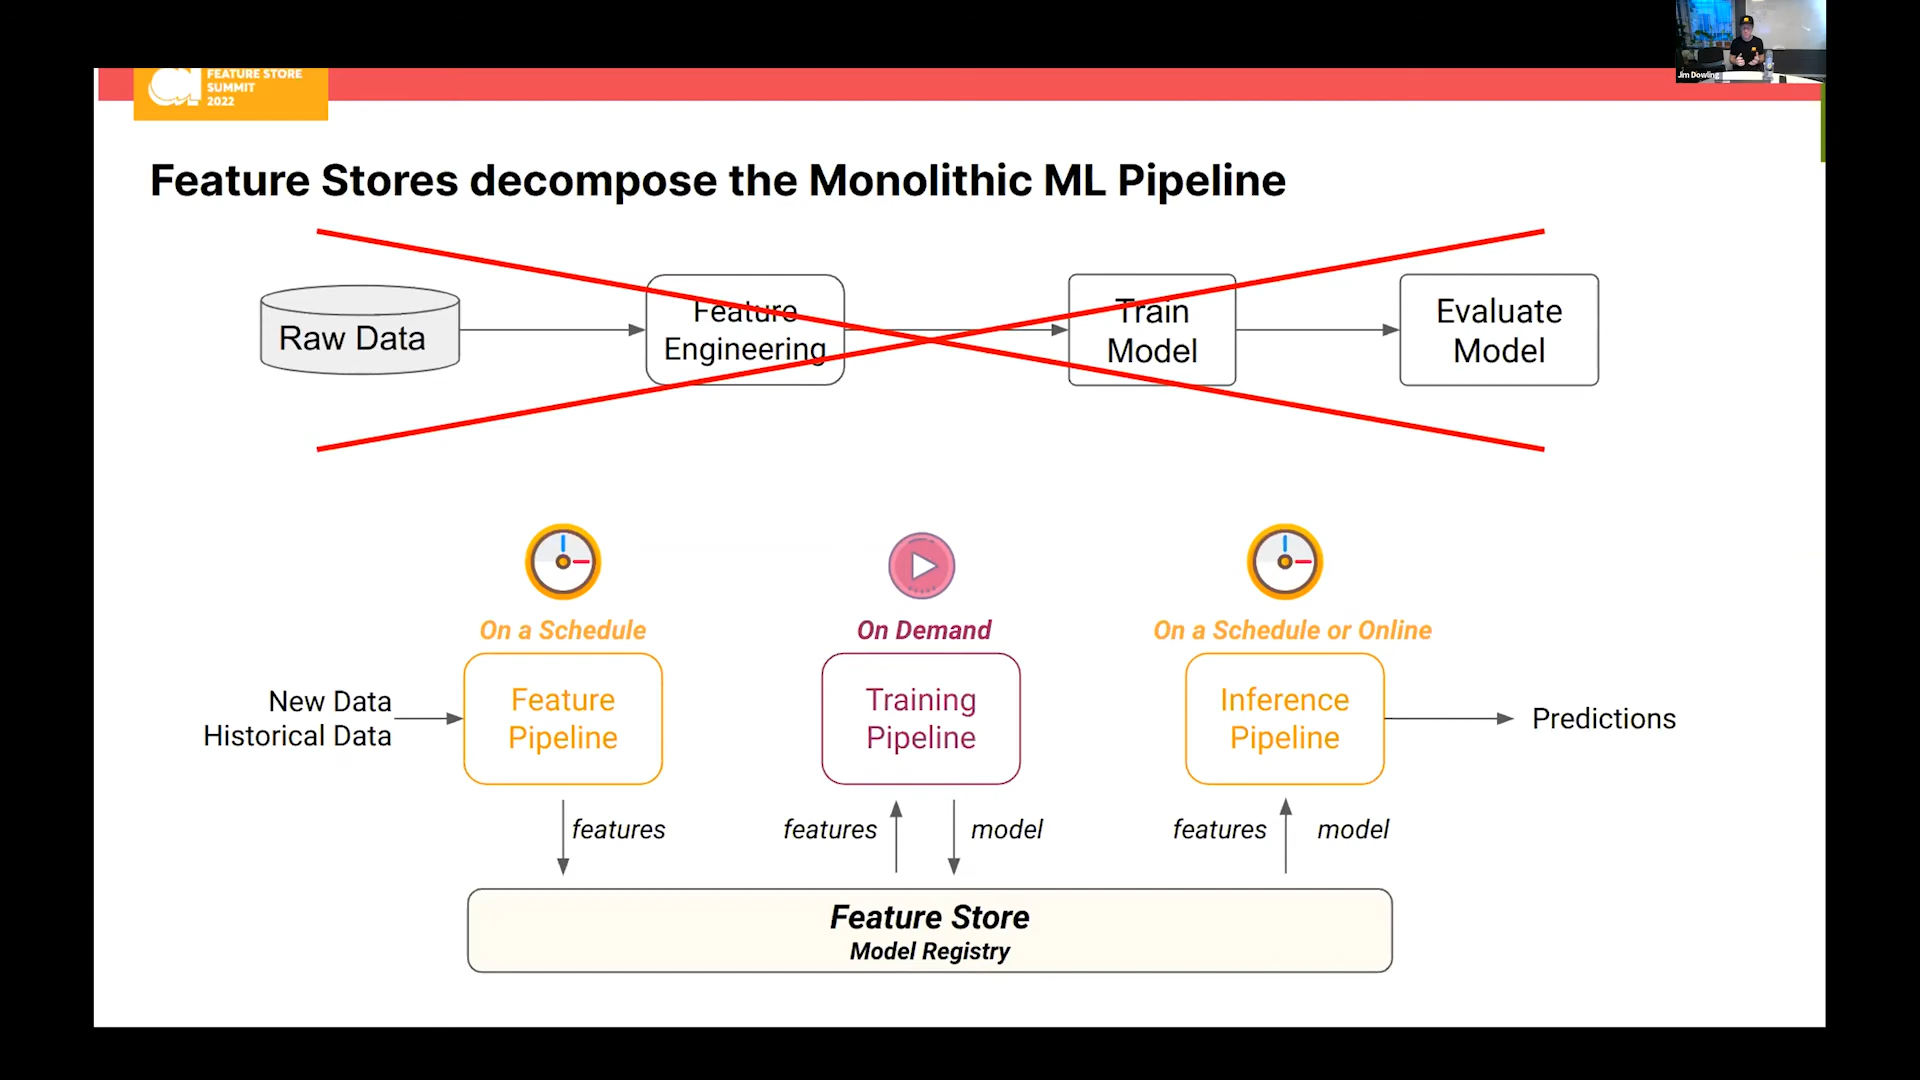 Jim Dowling
FEATURE STORE
SUMMIT
2022
Feature Stores decompose the Monolithic ML Pipeline
Raw Data
Feature
Engineering
Train
Model
Evaluate
Model
On a Schedule
On Demand
On a Schedule or Online
New Data
Historical Data
Feature
Pipeline
Training
Pipeline
Inference
Pipeline
Predictions
features
features
model
features
model
Feature Store
Model Registry